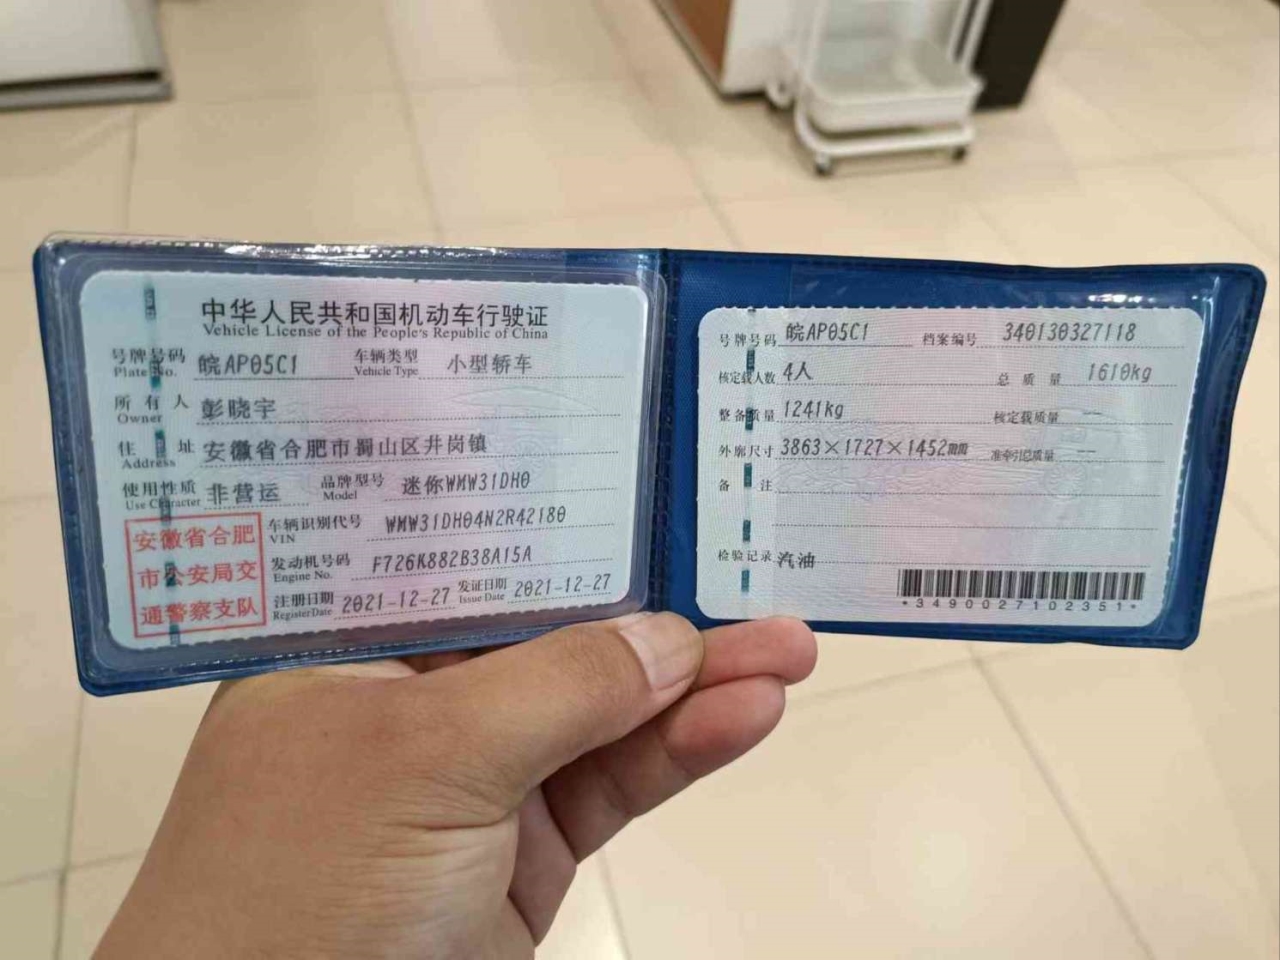 中华人民共和国机动车行驶证
Vehicle License of the People's Republic of China
号牌号码 皖AP05C1 车辆类型 小型轿车
Plate No. Vehicle Type
所有人 彭晓宇
Owner
住址 安徽省合肥市蜀山区井岗镇
Address
使用性质 非营运 品牌型号 迷你WMW31DH0
Use Character Model
安徽省合肥
市公安局交
通警察支队
车辆识别代号 WMW31DH04N2R42180
VIN
发动机号码 F726K882B38A15A
Engine No.
注册日期 2021-12-27 发证日期 2021-12-27
Register Date Issue Date
号牌号码 皖AP05C1 档案编号 340130327118
核定载人数 4人 总质量 1610kg
整备质量 1241kg 核定载质量 --
外廓尺寸 3863×1727×1452mm 准牵引总质量 --
备注
检验记录 汽油
*3490027102351*